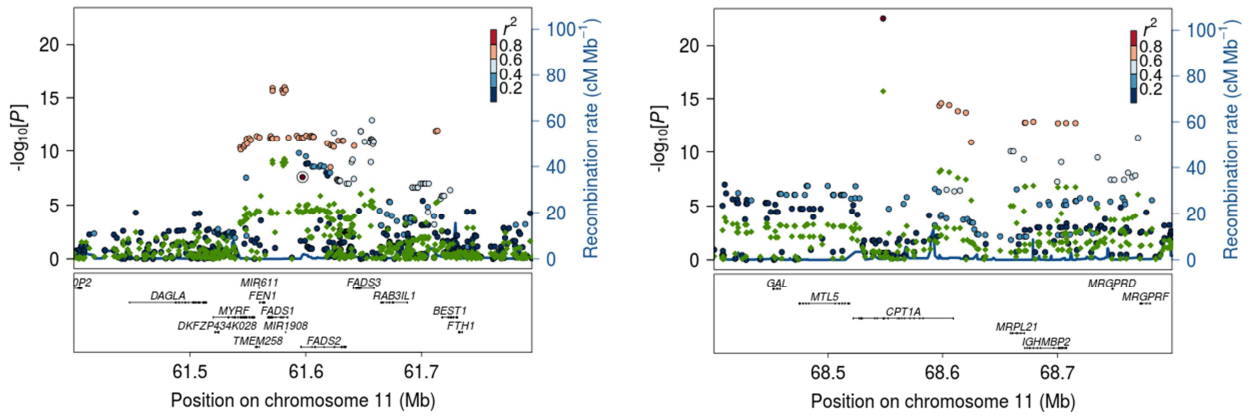 20
15
10
5
0
-log10[P]
r²
0.8
0.6
0.4
0.2
100
80
60
40
20
0
Recombination rate (cM Mb⁻¹)
MIR611
FADS3
DAGLA
FEN1
RAB3IL1
MYRF
FADS1
BEST1
DKFZP434K028
MIR1908
FTH1
TMEM258
FADS2
61.5
61.6
61.7
Position on chromosome 11 (Mb)
20
15
10
5
0
-log10[P]
r²
0.8
0.6
0.4
0.2
100
80
60
40
20
0
Recombination rate (cM Mb⁻¹)
GAL
MRGPRD
MTL5
MRGPRF
CPT1A
MRPL21
IGHMBP2
68.5
68.6
68.7
Position on chromosome 11 (Mb)